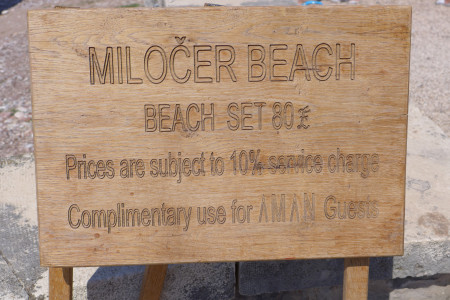 MILOČER BEACH
BEACH SET 80 £
Prices are subject to 10% service charge
Complimentary use for AMAN Guests